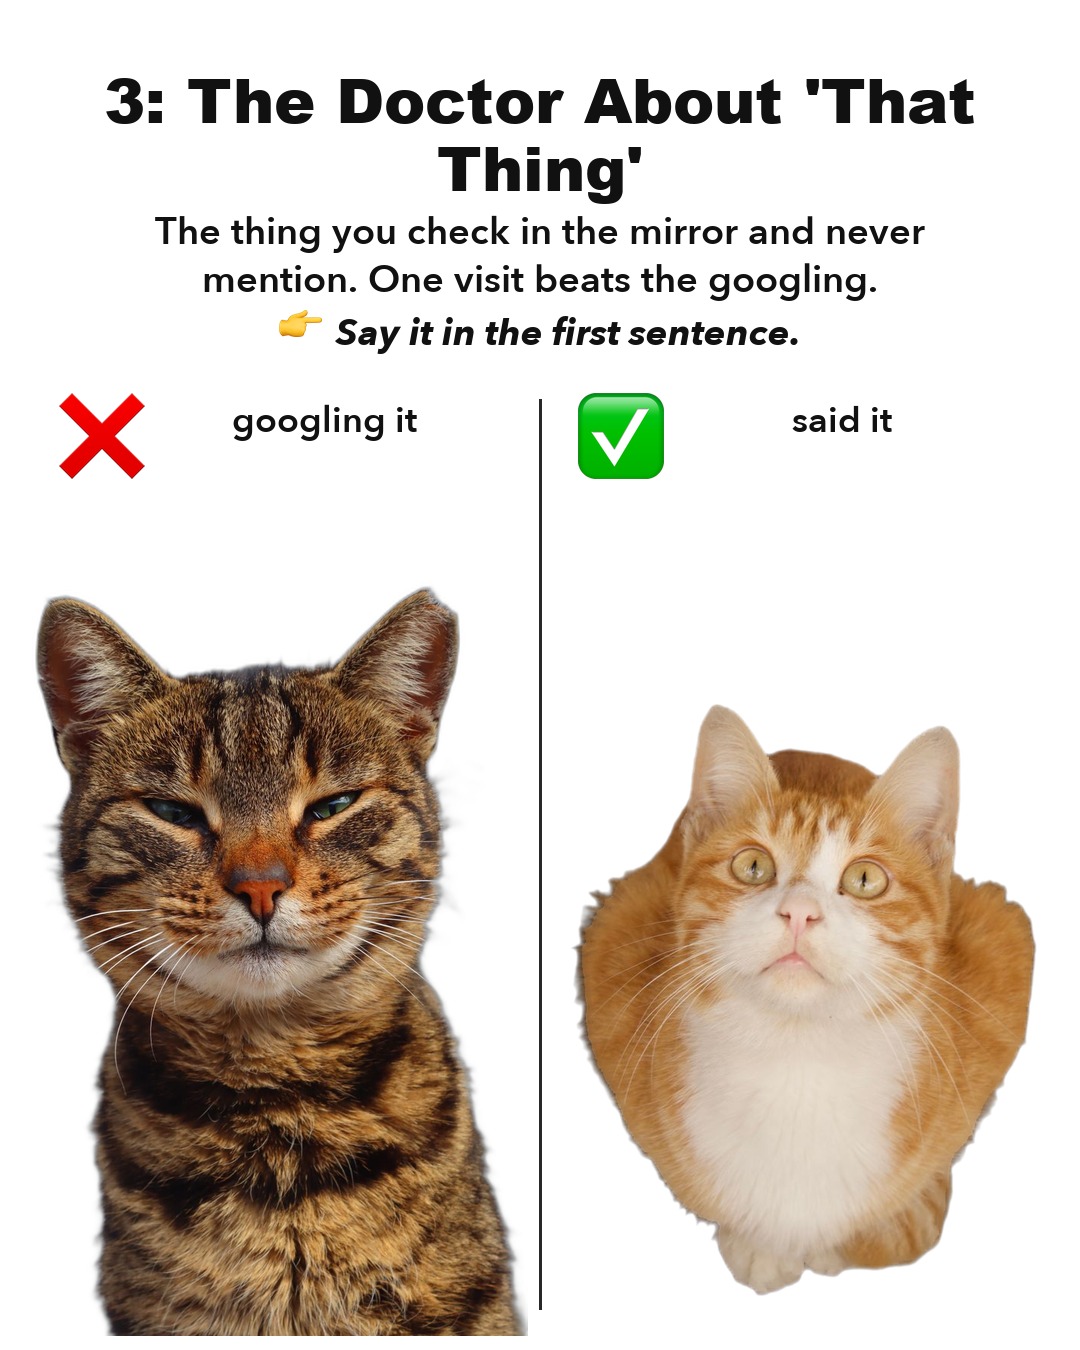 3: The Doctor About 'That
Thing'
The thing you check in the mirror and never
mention. One visit beats the googling.
👉 Say it in the first sentence.
❌ googling it
✅ said it